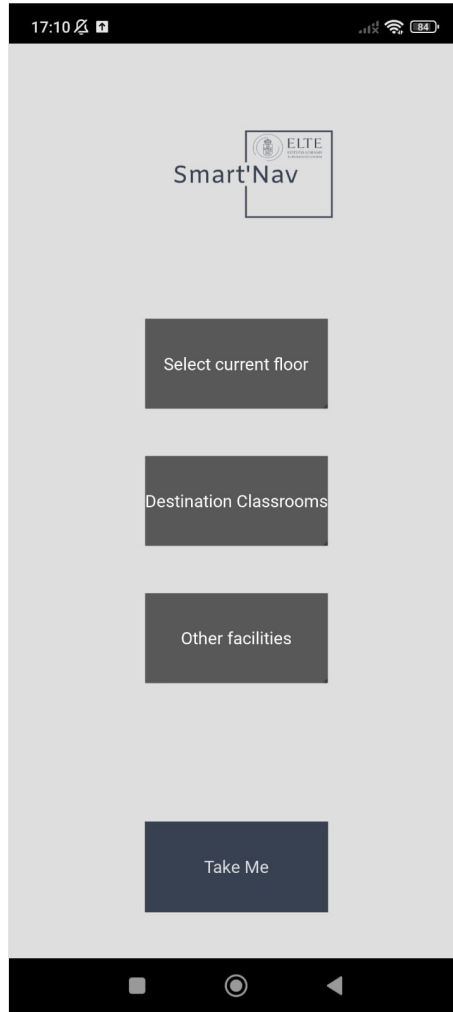 17:10
84
ELTE
Smart'Nav
Select current floor
Destination Classrooms
Other facilities
Take Me